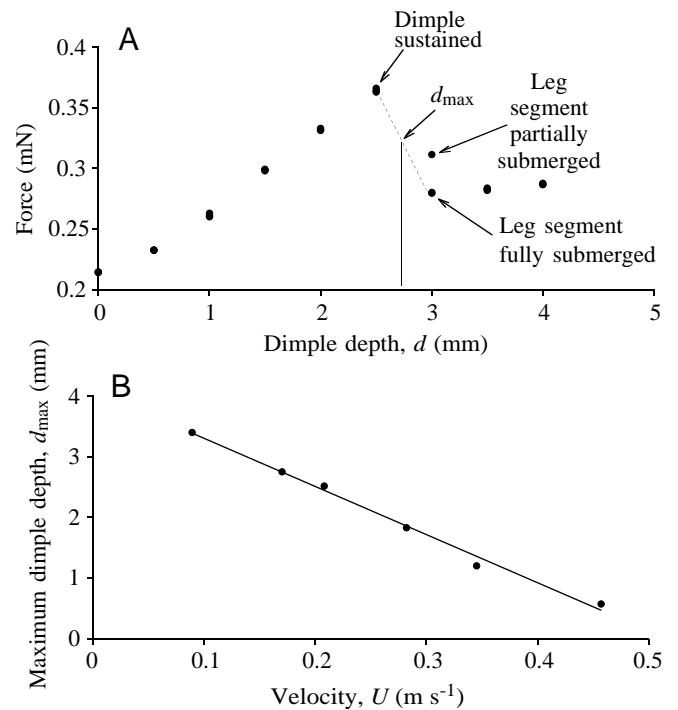 A
Dimple
sustained
0.4
0.35
0.3
0.25
0.2
Force (mN)
d max
Leg
segment
partially
submerged
Leg segment
fully submerged
0 1 2 3 4 5
Dimple depth, d (mm)
B
4
3
2
1
0
Maximum dimple depth, d max (mm)
0 0.1 0.2 0.3 0.4 0.5
Velocity, U (m s-1)